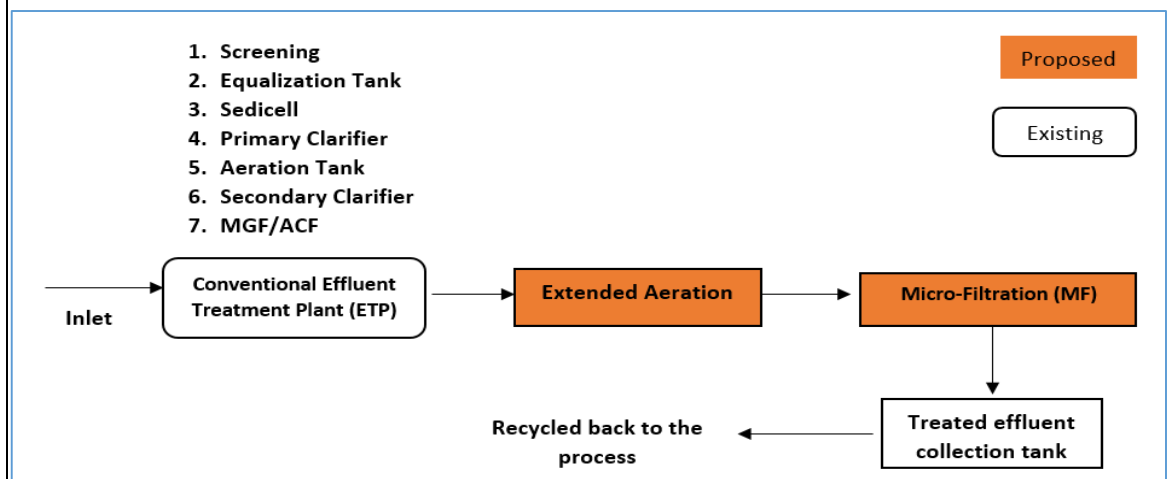 1. Screening
2. Equalization Tank
3. Sedicell
4. Primary Clarifier
5. Aeration Tank
6. Secondary Clarifier
7. MGF/ACF
Proposed
Existing
Inlet
Conventional Effluent
Treatment Plant (ETP)
Extended Aeration
Micro-Filtration (MF)
Treated effluent
collection tank
Recycled back to the
process